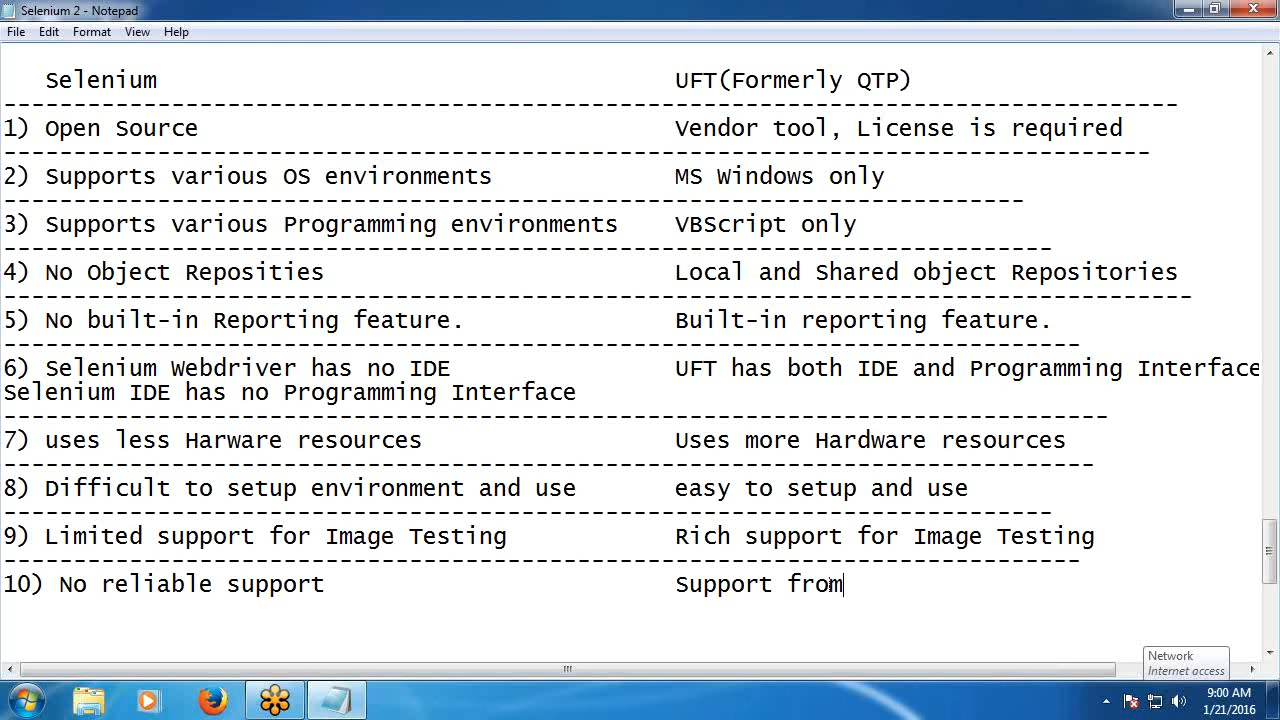 Selenium 2 - Notepad
File Edit Format View Help
Selenium UFT(Formerly QTP)
------------------------------------------------------------------------------------
1) Open Source Vendor tool, License is required
----------------------------------------------------------------------------------
2) Supports various OS environments MS Windows only
-------------------------------------------------------------------------
3) Supports various Programming environments VBScript only
---------------------------------------------------------------------------
4) No Object Reposities Local and Shared object Repositories
-------------------------------------------------------------------------------------
5) No built-in Reporting feature. Built-in reporting feature.
-----------------------------------------------------------------------------
6) Selenium Webdriver has no IDE UFT has both IDE and Programming Interface
Selenium IDE has no Programming Interface
-------------------------------------------------------------------------------
7) uses less Harware resources Uses more Hardware resources
------------------------------------------------------------------------------
8) Difficult to setup environment and use easy to setup and use
---------------------------------------------------------------------------
9) Limited support for Image Testing Rich support for Image Testing
-----------------------------------------------------------------------------
10) No reliable support Support from
Network
Internet access
9:00 AM
1/21/2016